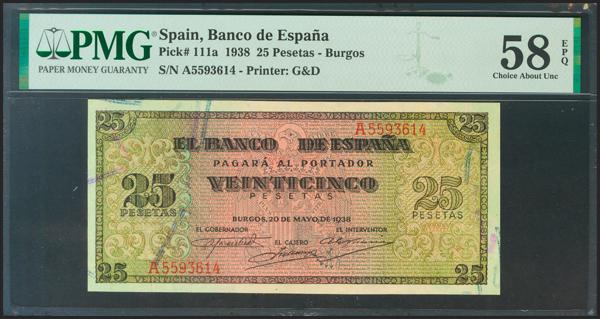 PMG
PAPER MONEY GUARANTY
Spain, Banco de España
Pick# 111a 1938 25 Pesetas - Burgos
S/N A5593614 - Printer: G&D
58 EPQ
Choice About Unc
25
25
A5593614
EL BANCO DE ESPAÑA
PAGARÁ AL PORTADOR
VEINTICINCO
PESETAS
25
PESETAS
25
PESETAS
BURGOS, 20 DE MAYO DE 1938
EL GOBERNADOR
EL CAJERO
EL INTERVENTOR
A5593614
25
25